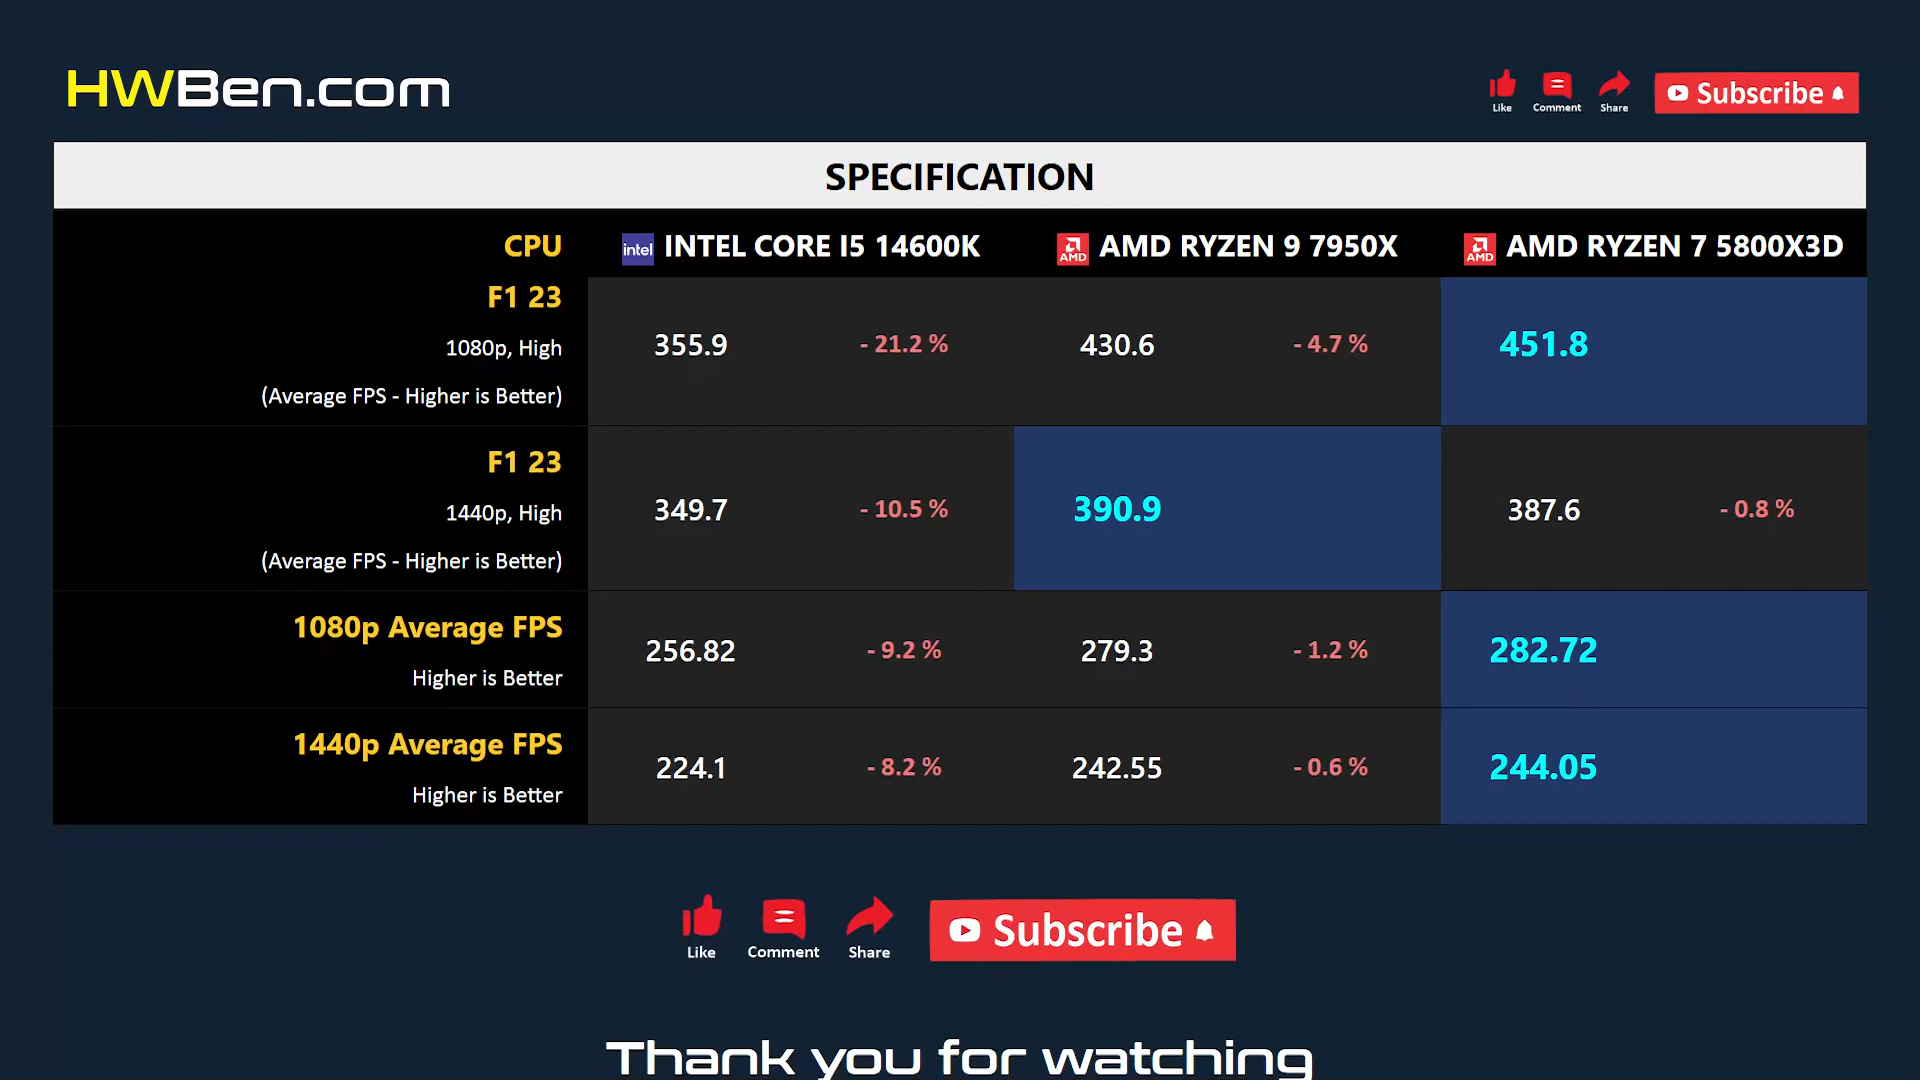 HWBen.com
Like Comment Share Subscribe
SPECIFICATION
CPU intel INTEL CORE I5 14600K AMD AMD RYZEN 9 7950X AMD AMD RYZEN 7 5800X3D
F1 23
1080p, High 355.9 - 21.2 % 430.6 - 4.7 % 451.8
(Average FPS - Higher is Better)
F1 23
1440p, High 349.7 - 10.5 % 390.9 387.6 - 0.8 %
(Average FPS - Higher is Better)
1080p Average FPS 256.82 - 9.2 % 279.3 - 1.2 % 282.72
Higher is Better
1440p Average FPS 224.1 - 8.2 % 242.55 - 0.6 % 244.05
Higher is Better
Like Comment Share Subscribe
Thank you for watching